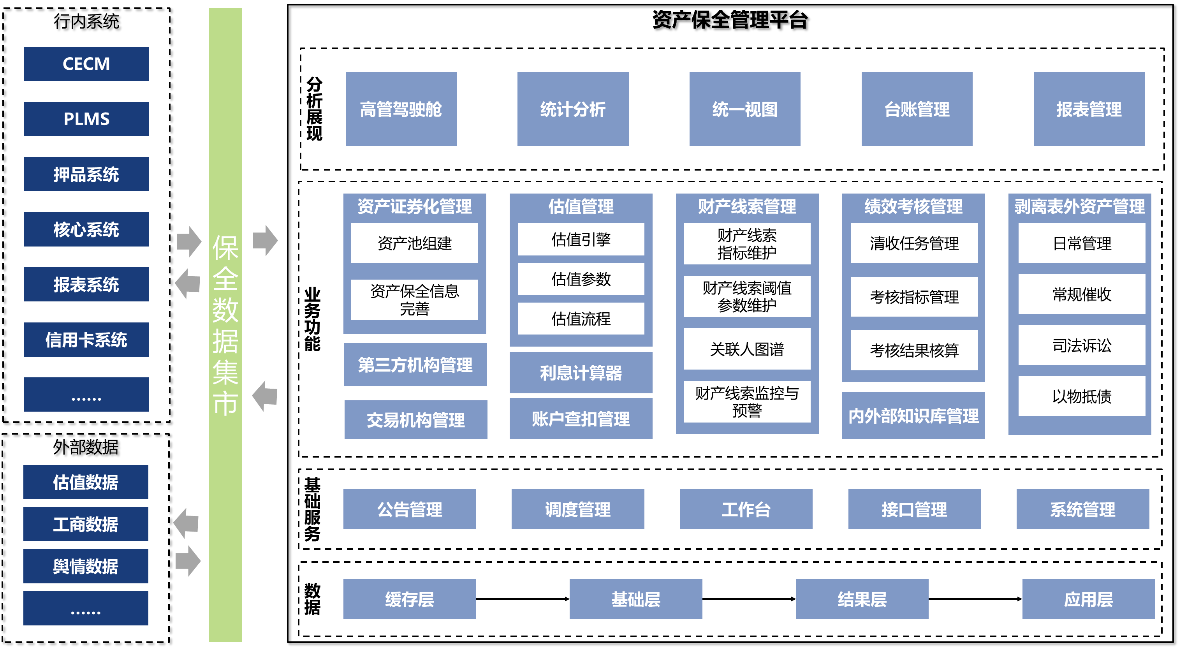 行内系统
CECM
PLMS
押品系统
核心系统
报表系统
信用卡系统
......
外部数据
估值数据
工商数据
舆情数据
......
保全数据集市
资产保全管理平台
分析展现
高管驾驶舱
统计分析
统一视图
台账管理
报表管理
业务功能
资产证券化管理
资产池组建
资产保全信息
完善
第三方机构管理
交易机构管理
估值管理
估值引擎
估值参数
估值流程
利息计算器
账户查扣管理
财产线索管理
财产线索
指标维护
财产线索阈值
参数维护
关联人图谱
财产线索监控与
预警
绩效考核管理
清收任务管理
考核指标管理
考核结果核算
内外部知识库管理
剥离表外资产管理
日常管理
常规催收
司法诉讼
以物抵债
基础服务
公告管理
调度管理
工作台
接口管理
系统管理
数据
缓存层
基础层
结果层
应用层